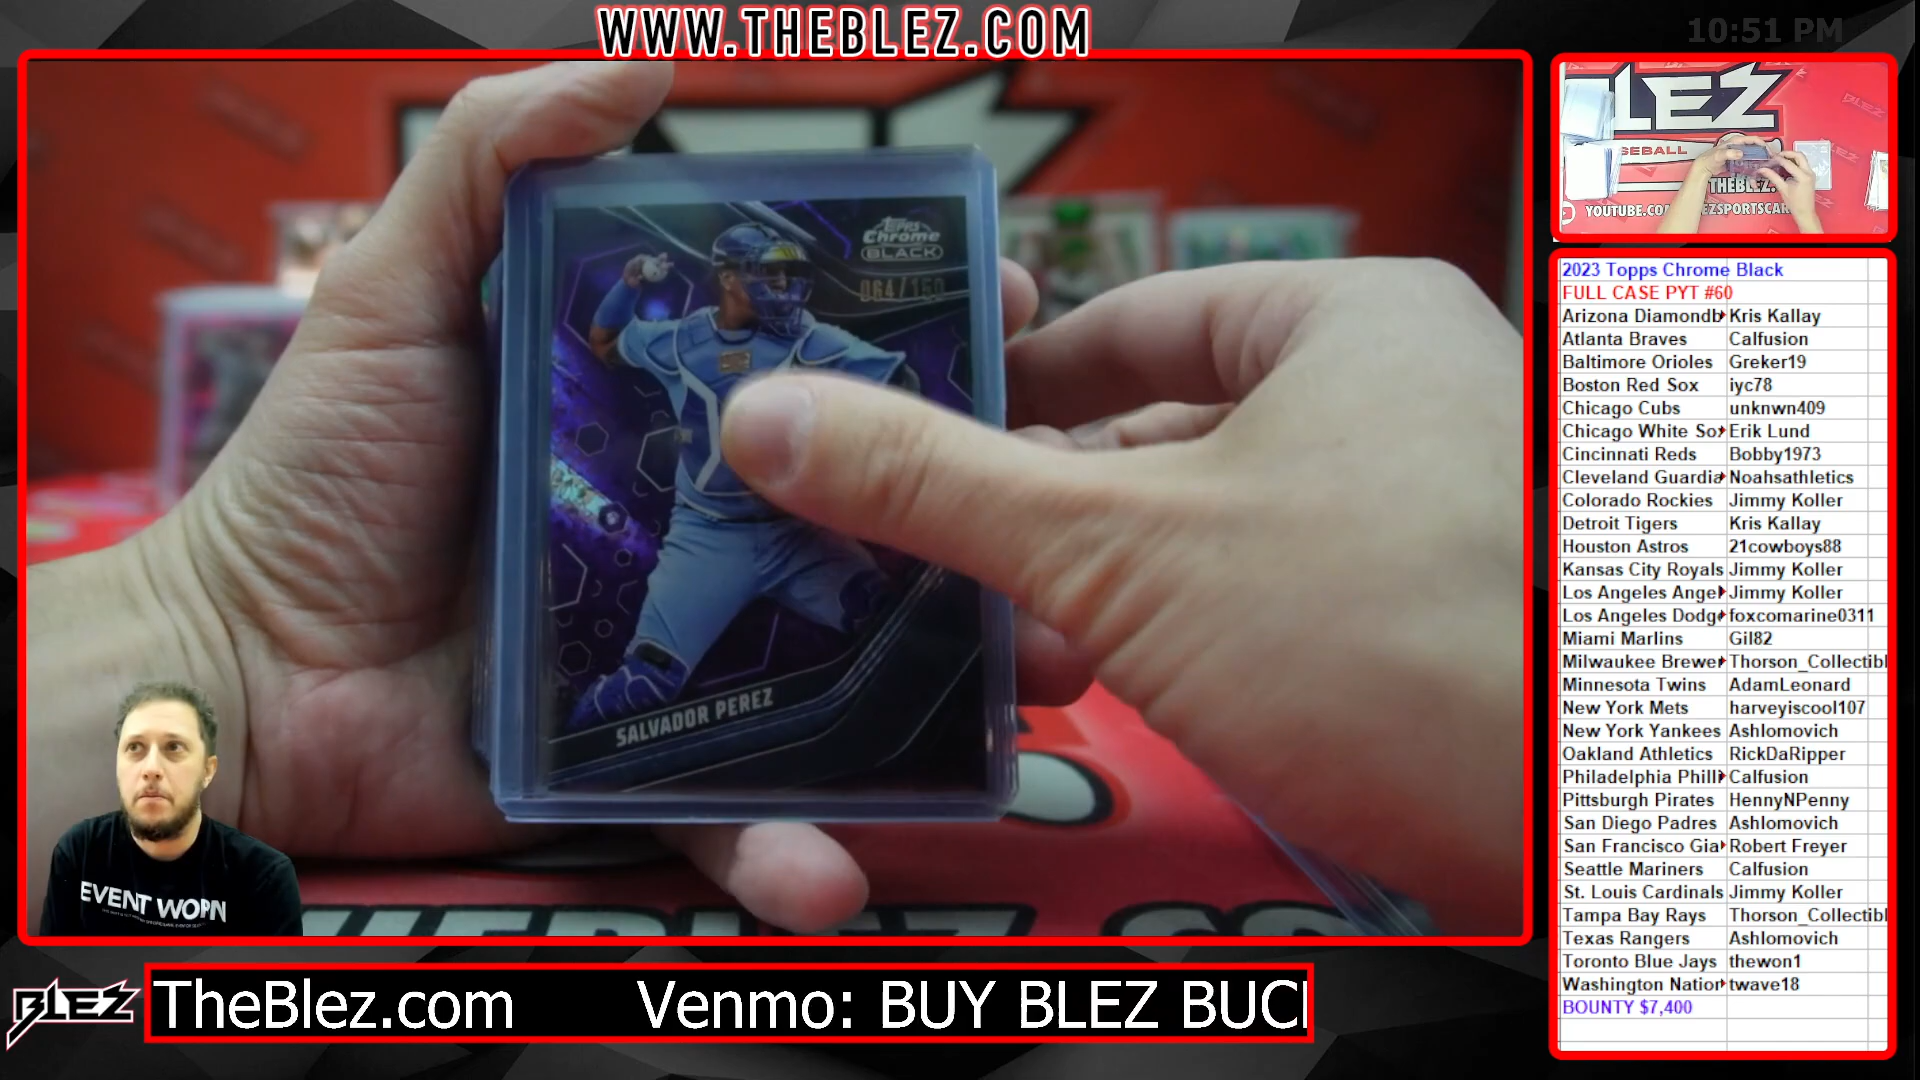 WWW.THEBLEZ.COM
10:51 PM
TOPPS
Chrome
BLACK
064/150
SALVADOR PEREZ
EVENT WORN
BLEZ
THEBLEZ.
2023 Topps Chrome Black
FULL CASE PYT #60
Arizona Diamondb Kris Kallay
Atlanta Braves Calfusion
Baltimore Orioles Greker19
Boston Red Sox iyc78
Chicago Cubs unknwn409
Chicago White Sox Erik Lund
Cincinnati Reds Bobby1973
Cleveland Guardia Noahsathletics
Colorado Rockies Jimmy Koller
Detroit Tigers Kris Kallay
Houston Astros 21cowboys88
Kansas City Royals Jimmy Koller
Los Angeles Angel Jimmy Koller
Los Angeles Dodge foxcomarine0311
Miami Marlins Gil82
Milwaukee Brewer Thorson_Collectibl
Minnesota Twins AdamLeonard
New York Mets harveyiscool107
New York Yankees Ashlomovich
Oakland Athletics RickDaRipper
Philadelphia Philli Calfusion
Pittsburgh Pirates HennyNPenny
San Diego Padres Ashlomovich
San Francisco Gia Robert Freyer
Seattle Mariners Calfusion
St. Louis Cardinals Jimmy Koller
Tampa Bay Rays Thorson_Collectibl
Texas Rangers Ashlomovich
Toronto Blue Jays thewon1
Washington Nation twave18
BOUNTY $7,400
BLEZ
TheBlez.com Venmo: BUY BLEZ BUC